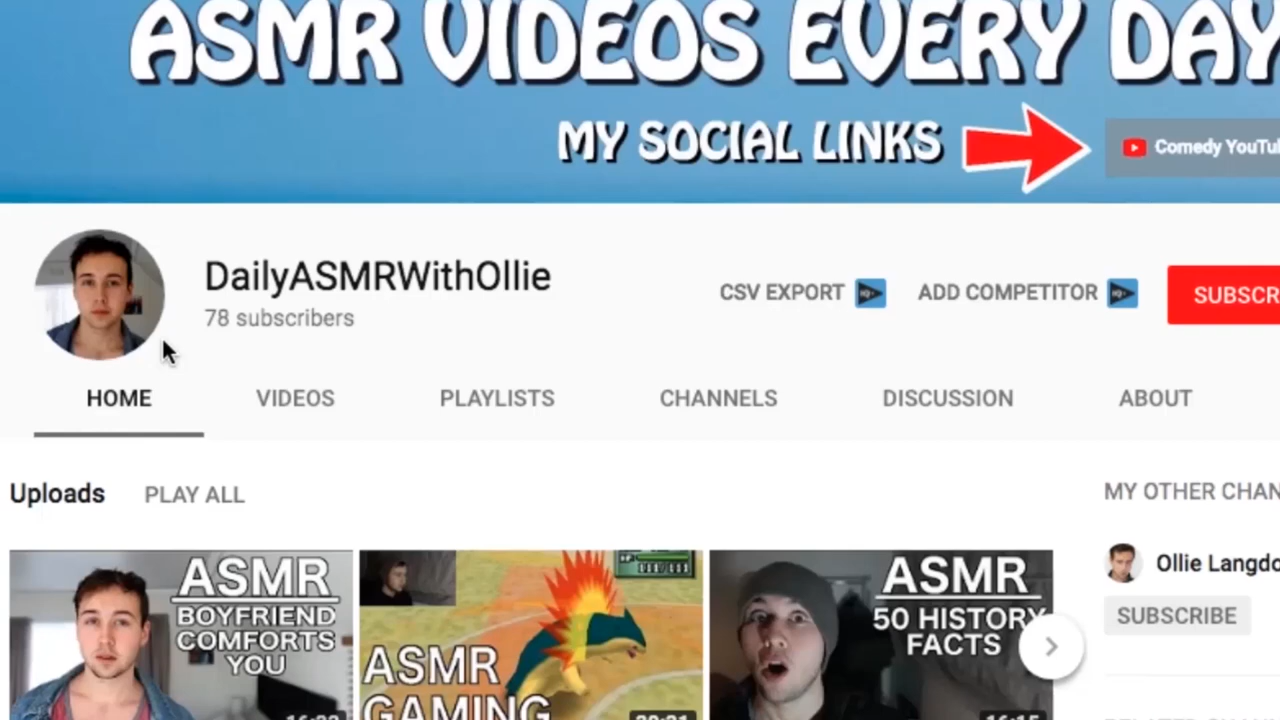 ASMR VIDEOS EVERY DAY
MY SOCIAL LINKS
Comedy YouTu
DailyASMRWithOllie
78 subscribers
CSV EXPORT
ADD COMPETITOR
SUBSCR
HOME
VIDEOS
PLAYLISTS
CHANNELS
DISCUSSION
ABOUT
Uploads
PLAY ALL
MY OTHER CHAN
Ollie Langdo
SUBSCRIBE
ASMR
BOYFRIEND
COMFORTS
YOU
ASMR
GAMING
ASMR
50 HISTORY
FACTS